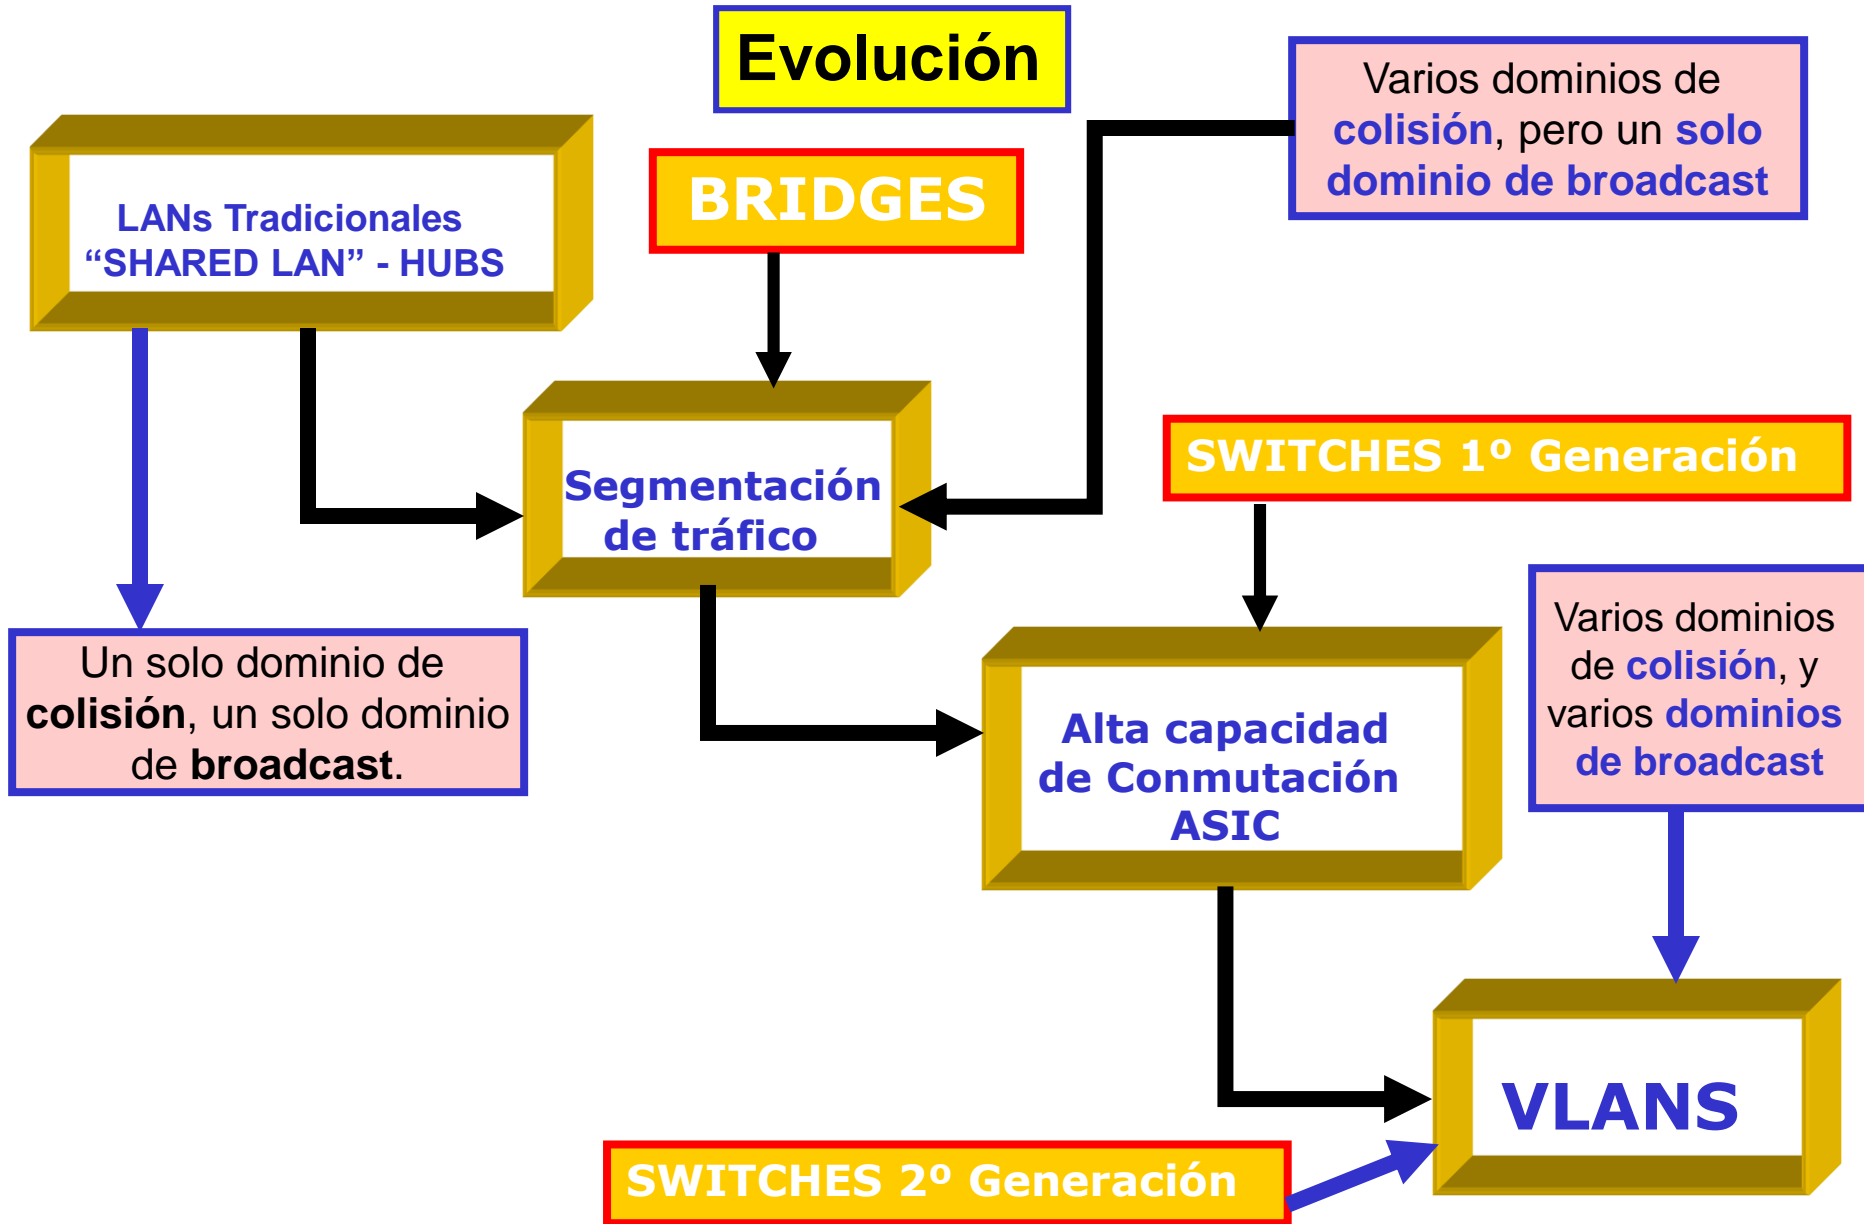 Evolución
Varios dominios de
colisión, pero un solo
dominio de broadcast
BRIDGES
LANs Tradicionales
“SHARED LAN” - HUBS
SWITCHES 1º Generación
Segmentación
de tráfico
Varios dominios
de colisión, y
varios dominios
de broadcast
Un solo dominio de
colisión, un solo dominio
de broadcast.
Alta capacidad
de Conmutación
ASIC
VLANS
SWITCHES 2º Generación